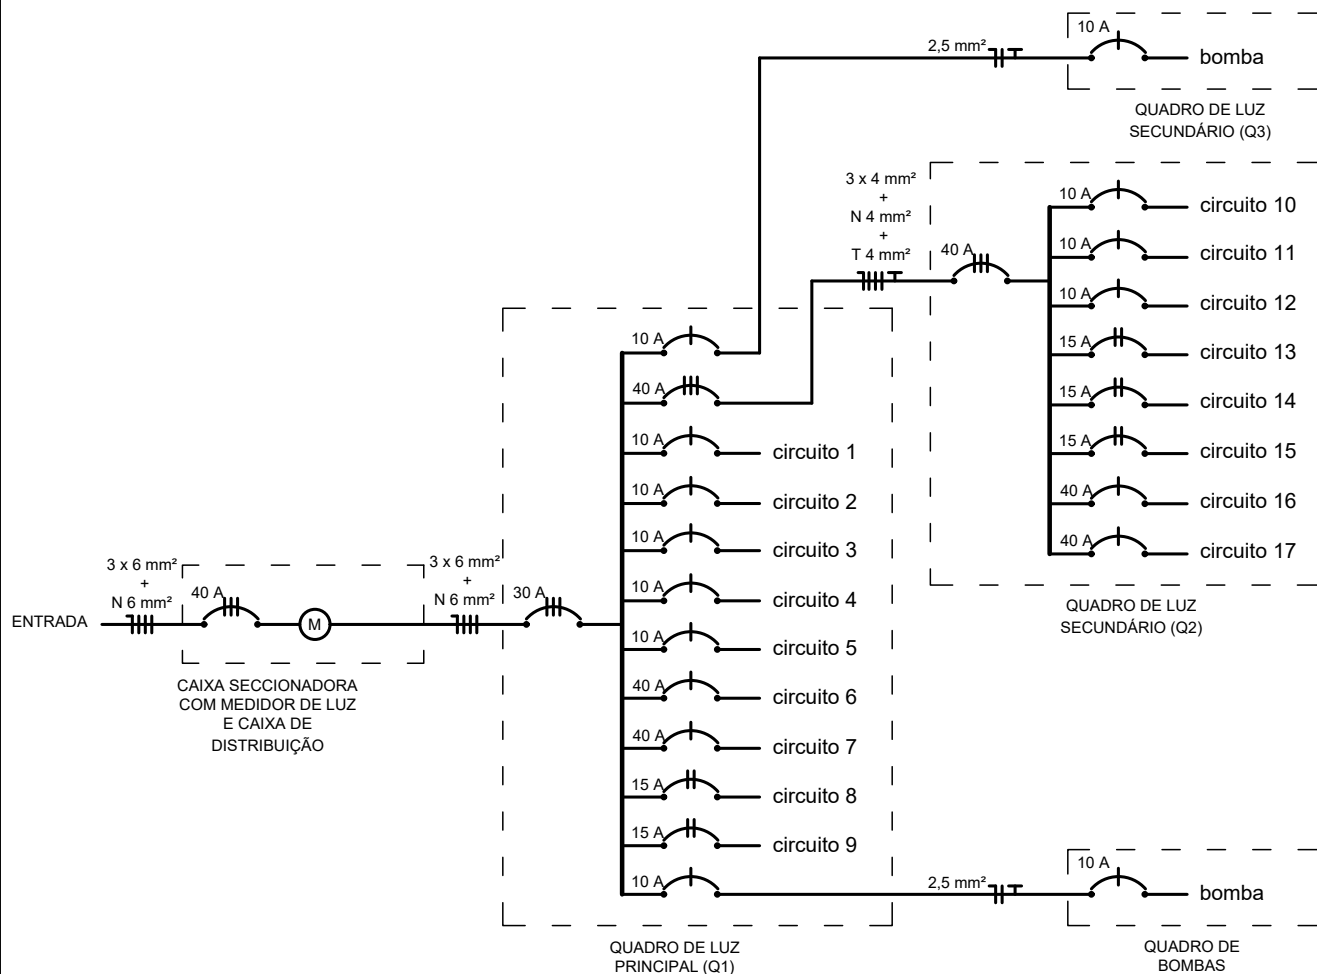 10 A
2,5 mm²
bomba
QUADRO DE LUZ
SECUNDÁRIO (Q3)
3 x 4 mm²
+
N 4 mm²
+
T 4 mm²
40 A
10 A
circuito 10
10 A
circuito 11
10 A
circuito 12
15 A
circuito 13
15 A
circuito 14
15 A
circuito 15
40 A
circuito 16
40 A
circuito 17
QUADRO DE LUZ
SECUNDÁRIO (Q2)
10 A
40 A
10 A
circuito 1
10 A
circuito 2
10 A
circuito 3
10 A
circuito 4
10 A
circuito 5
40 A
circuito 6
40 A
circuito 7
15 A
circuito 8
15 A
circuito 9
10 A
ENTRADA
3 x 6 mm²
+
N 6 mm²
40 A
M
3 x 6 mm²
+
N 6 mm²
30 A
CAIXA SECCIONADORA
COM MEDIDOR DE LUZ
E CAIXA DE
DISTRIBUIÇÃO
QUADRO DE LUZ
PRINCIPAL (Q1)
2,5 mm²
10 A
bomba
QUADRO DE
BOMBAS